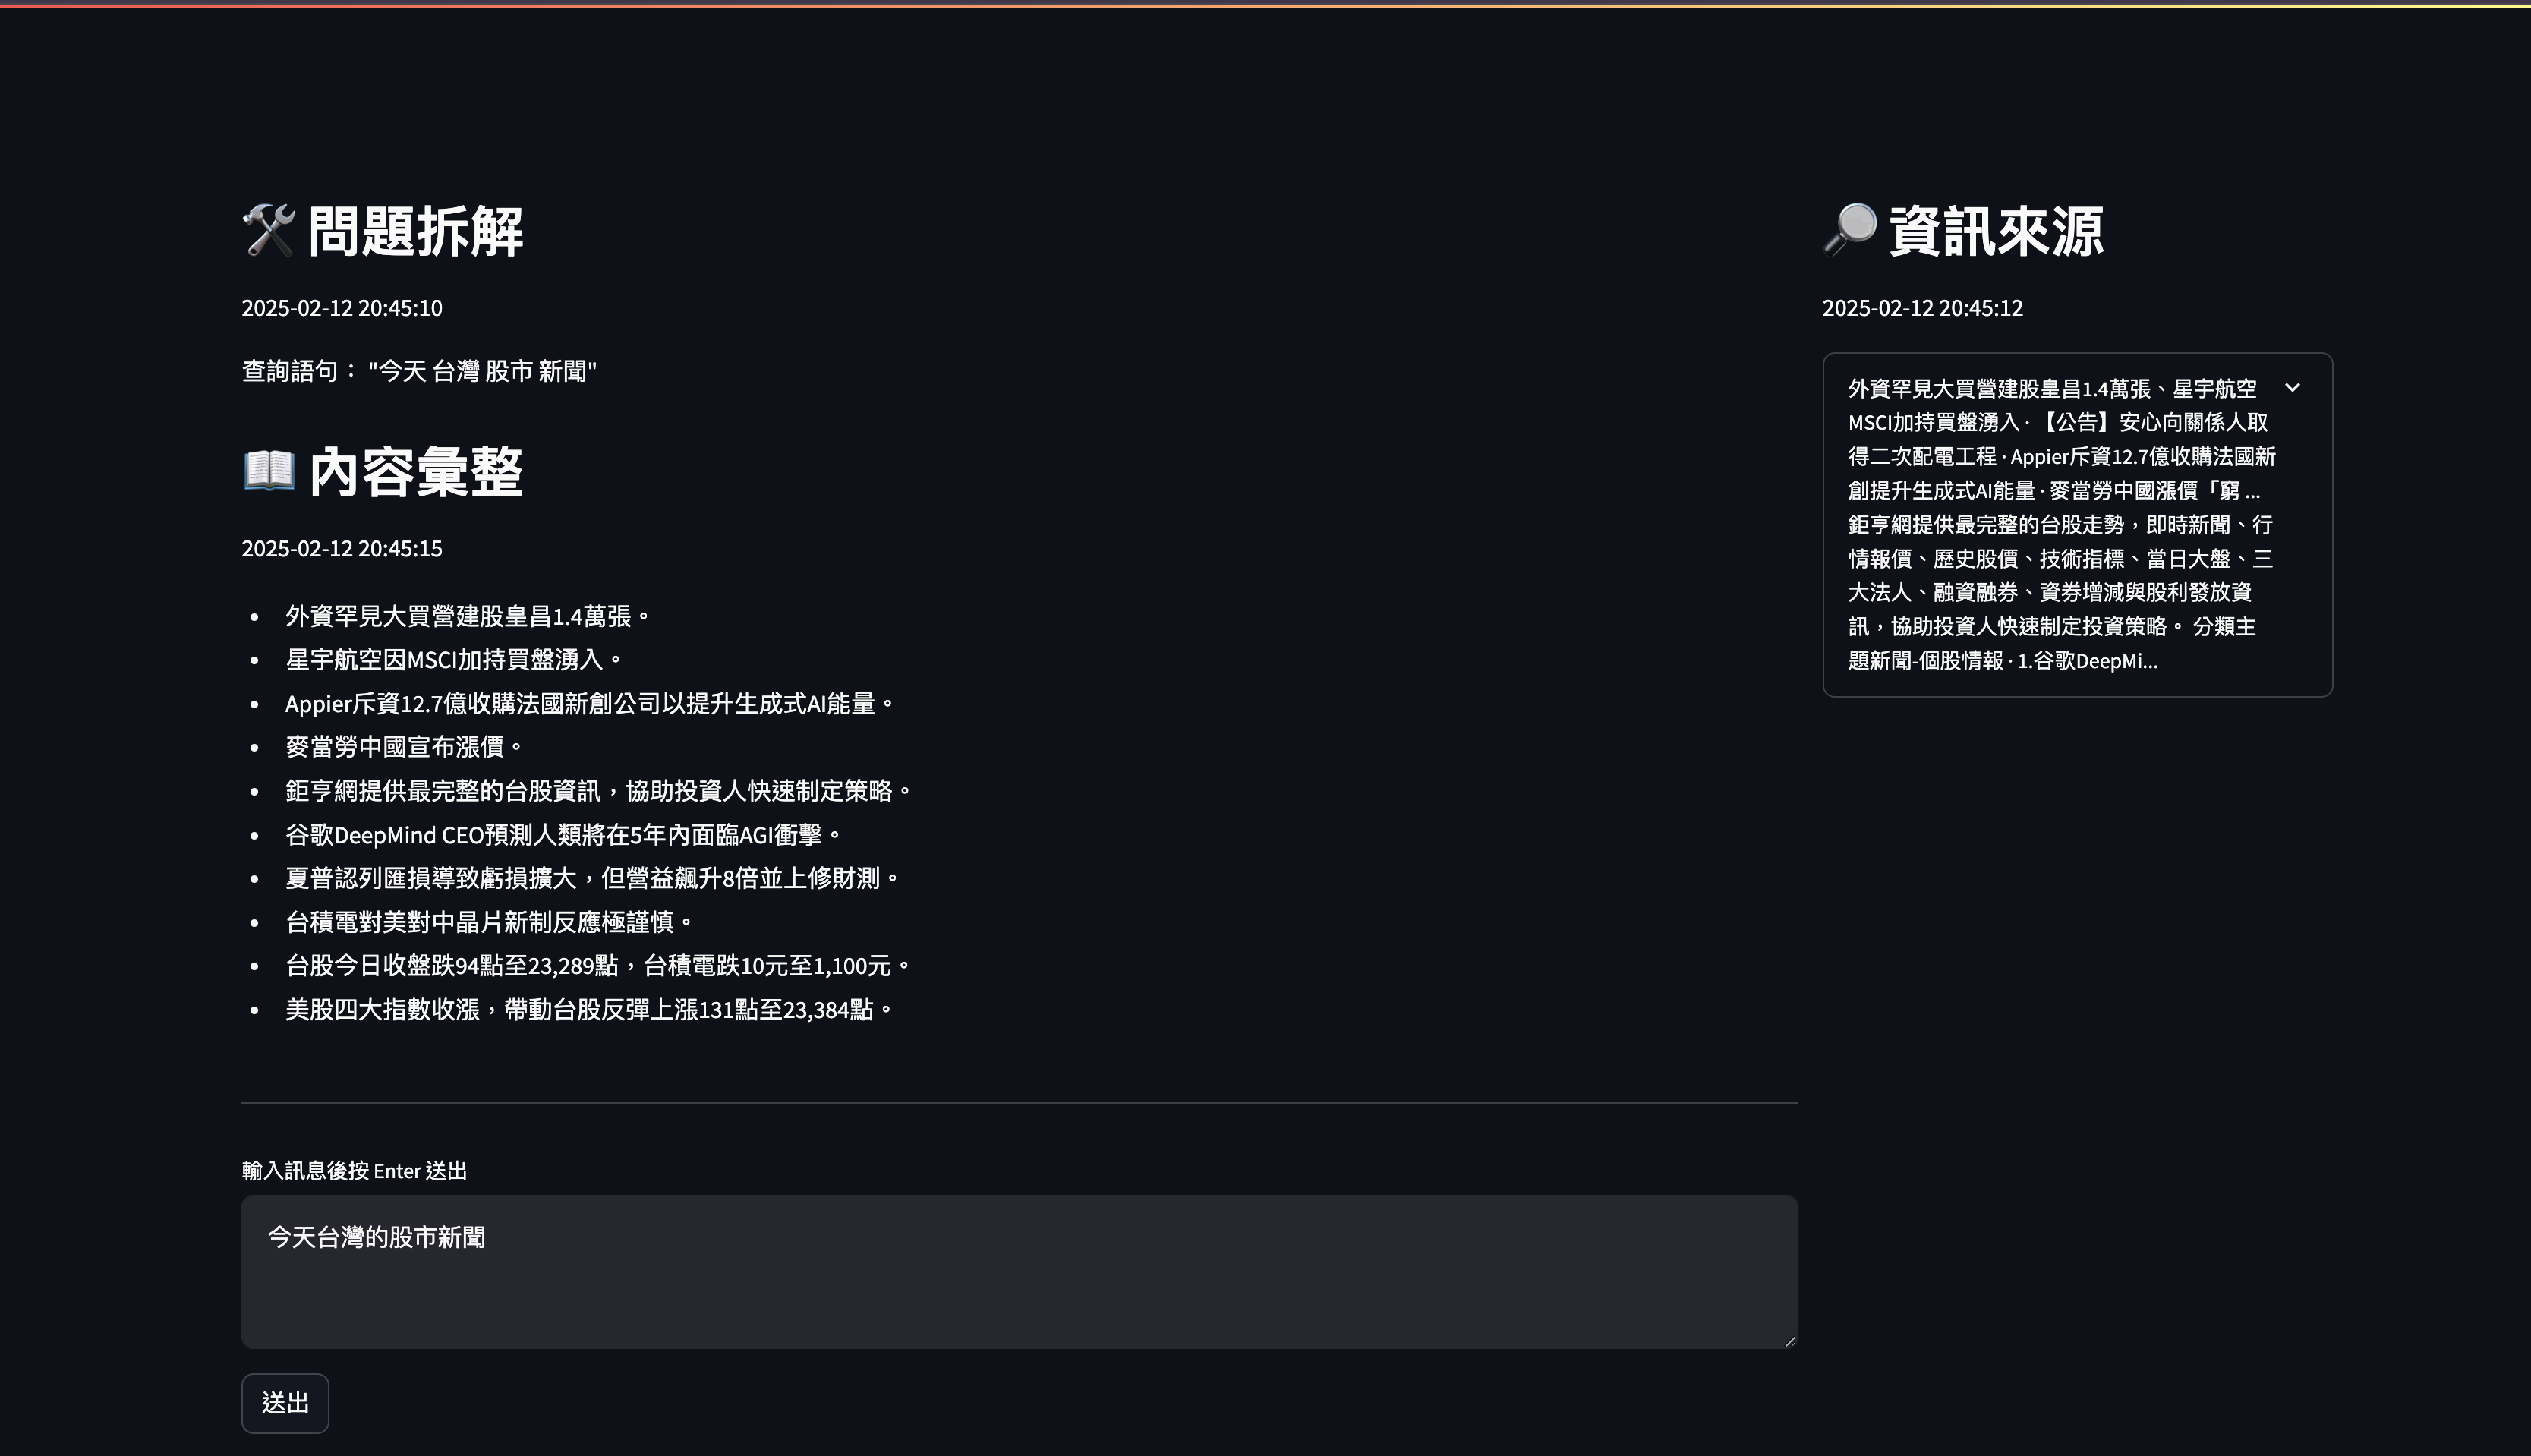 🛠️ 問題拆解
2025-02-12 20:45:10
查詢語句： "今天 台灣 股市 新聞"
📖 內容彙整
2025-02-12 20:45:15
• 外資罕見大買營建股皇昌1.4萬張。
• 星宇航空因MSCI加持買盤湧入。
• Appier斥資12.7億收購法國新創公司以提升生成式AI能量。
• 麥當勞中國宣布漲價。
• 鉅亨網提供最完整的台股資訊，協助投資人快速制定策略。
• 谷歌DeepMind CEO預測人類將在5年內面臨AGI衝擊。
• 夏普認列匯損導致虧損擴大，但營益飆升8倍並上修財測。
• 台積電對美對中晶片新制反應極謹慎。
• 台股今日收盤跌94點至23,289點，台積電跌10元至1,100元。
• 美股四大指數收漲，帶動台股反彈上漲131點至23,384點。
輸入訊息後按 Enter 送出
今天台灣的股市新聞
送出
🔎 資訊來源
2025-02-12 20:45:12
外資罕見大買營建股皇昌1.4萬張、星宇航空
MSCI加持買盤湧入 · 【公告】安心向關係人取
得二次配電工程 · Appier斥資12.7億收購法國新
創提升生成式AI能量 · 麥當勞中國漲價「窮 ...
鉅亨網提供最完整的台股走勢，即時新聞、行
情報價、歷史股價、技術指標、當日大盤、三
大法人、融資融券、資券增減與股利發放資
訊，協助投資人快速制定投資策略。 分類主
題新聞-個股情報 · 1.谷歌DeepMi...